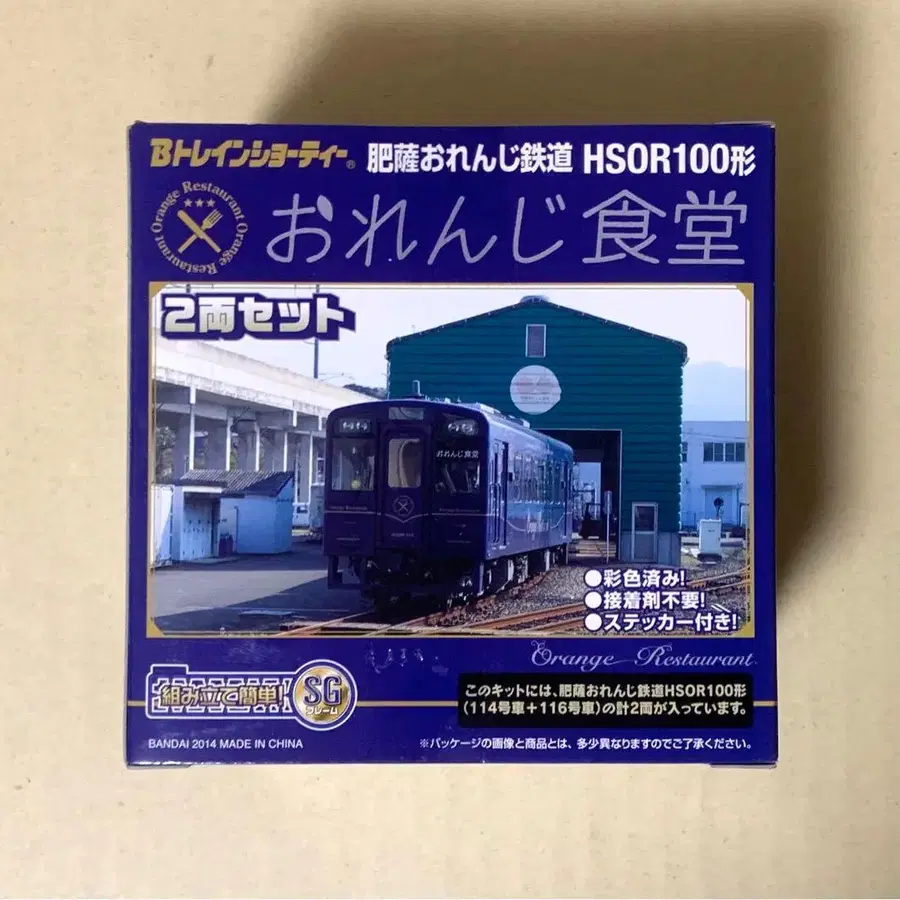 Bトレインショーティー® 肥薩おれんじ鉄道 HSOR100形
Orange Restaurant Orange Restaurant
おれんじ食堂
2両セット
おれんじ食堂
●彩色済み!
●接着剤不要!
●ステッカー付き!
Orange Restaurant
組み立て簡単!
SG
フレーム
このキットには、肥薩おれんじ鉄道HSOR100形
(114号車+116号車)の計2両が入っています。
BANDAI 2014 MADE IN CHINA
※パッケージの画像と商品とは、多少異なりますのでご了承ください。